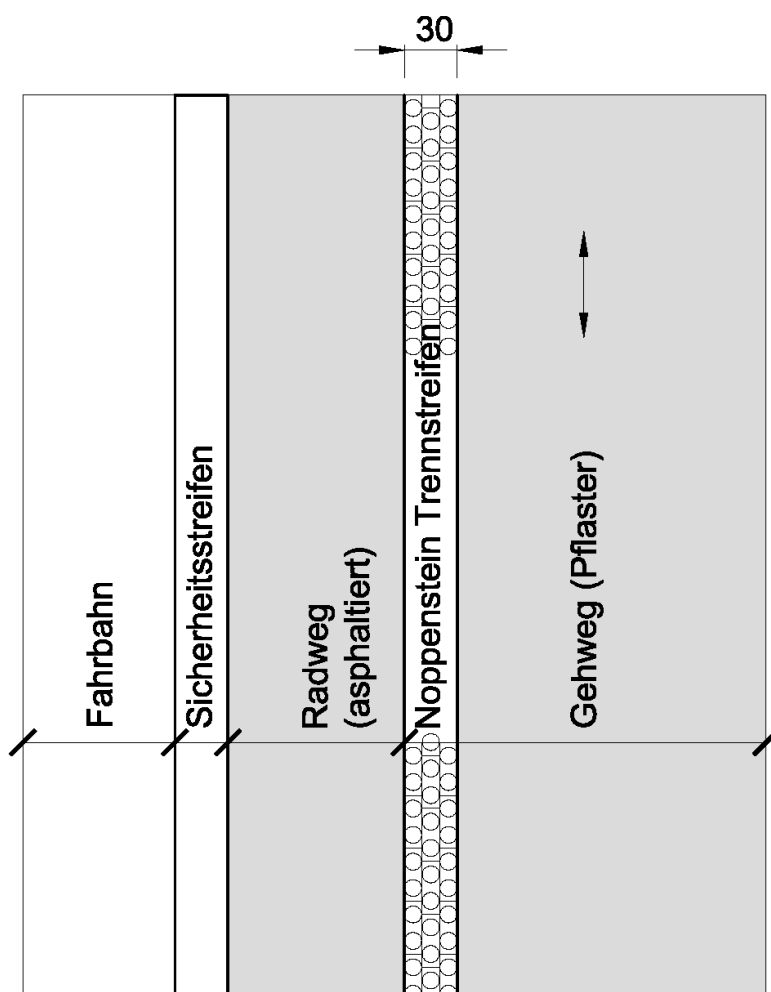 30
Fahrbahn
Sicherheitsstreifen
Radweg
(asphaltiert)
Noppenstein Trennstreifen
Gehweg (Pflaster)